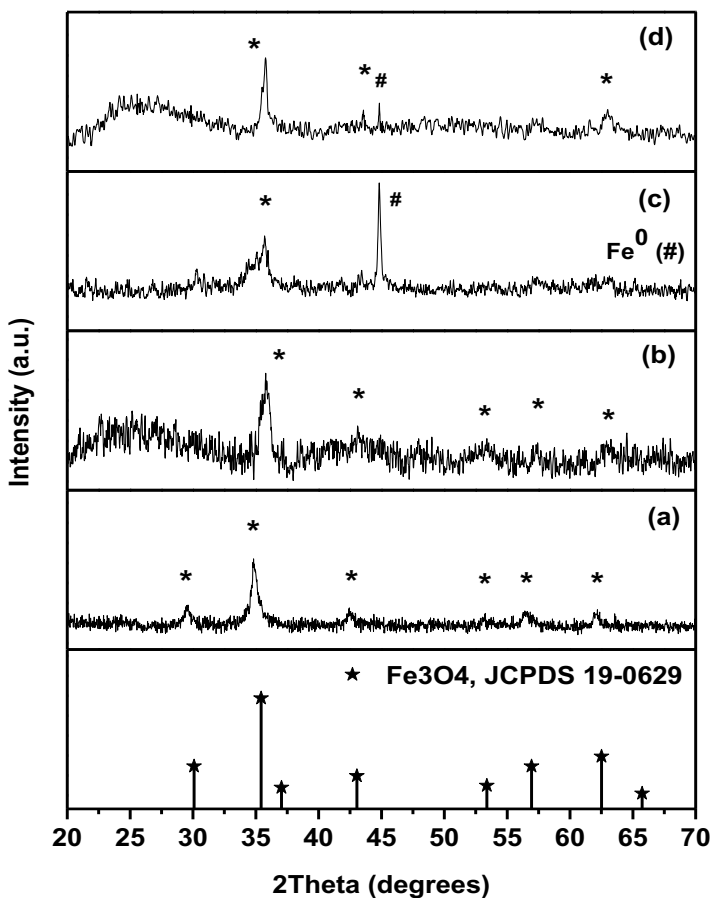 (d)
* * # *
(c)
* #
Fe0 (#)
(b)
* * * * *
(a)
* * * * * *
★ Fe3O4, JCPDS 19-0629
20 25 30 35 40 45 50 55 60 65 70
2Theta (degrees)
Intensity (a.u.)